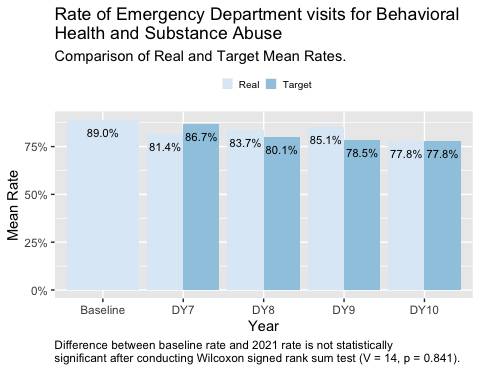 Rate of Emergency Department visits for Behavioral
Health and Substance Abuse
Comparison of Real and Target Mean Rates.
Real Target
89.0%
81.4% 86.7%
83.7% 80.1%
85.1% 78.5%
77.8% 77.8%
75%
50%
25%
0%
Mean Rate
Baseline DY7 DY8 DY9 DY10
Year
Difference between baseline rate and 2021 rate is not statistically
significant after conducting Wilcoxon signed rank sum test (V = 14, p = 0.841).